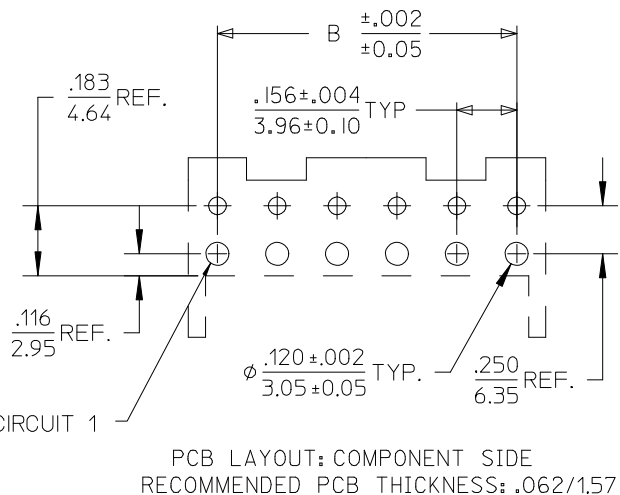 B ±.002
±0.05
.183
4.64 REF.
.156±.004
3.96±0.10 TYP
.116
2.95 REF.
ϕ .120±.002
3.05±0.05 TYP.
.250
6.35 REF.
CIRCUIT 1
PCB LAYOUT: COMPONENT SIDE
RECOMMENDED PCB THICKNESS: .062/1,57